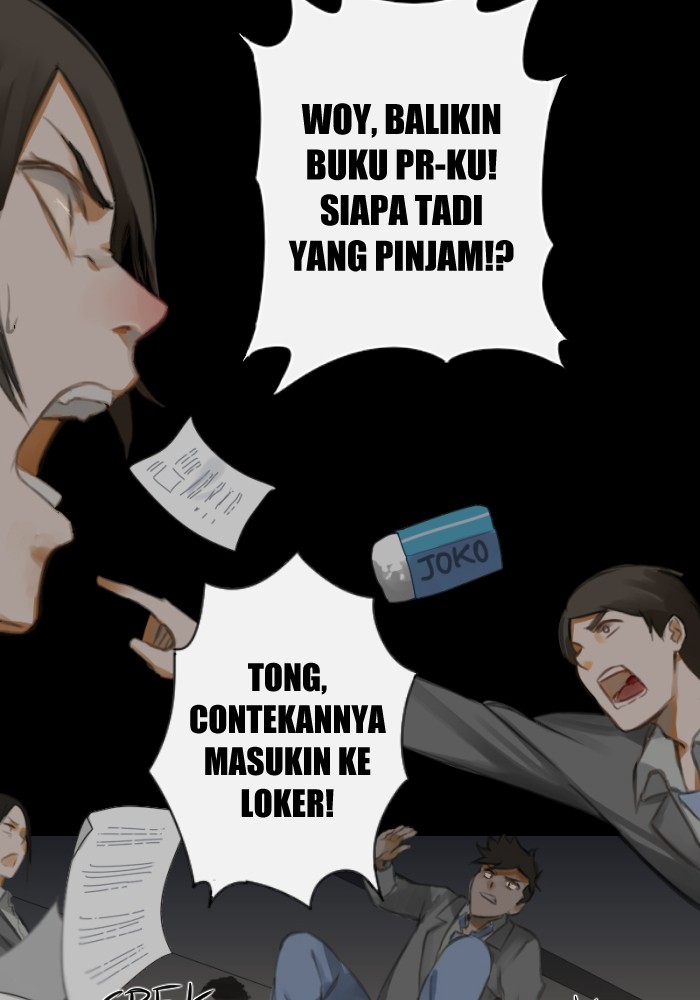 WOY, BALIKIN
BUKU PR-KU!
SIAPA TADI
YANG PINJAM!?
JOKO
TONG,
CONTEKANNYA
MASUKIN KE
LOKER!